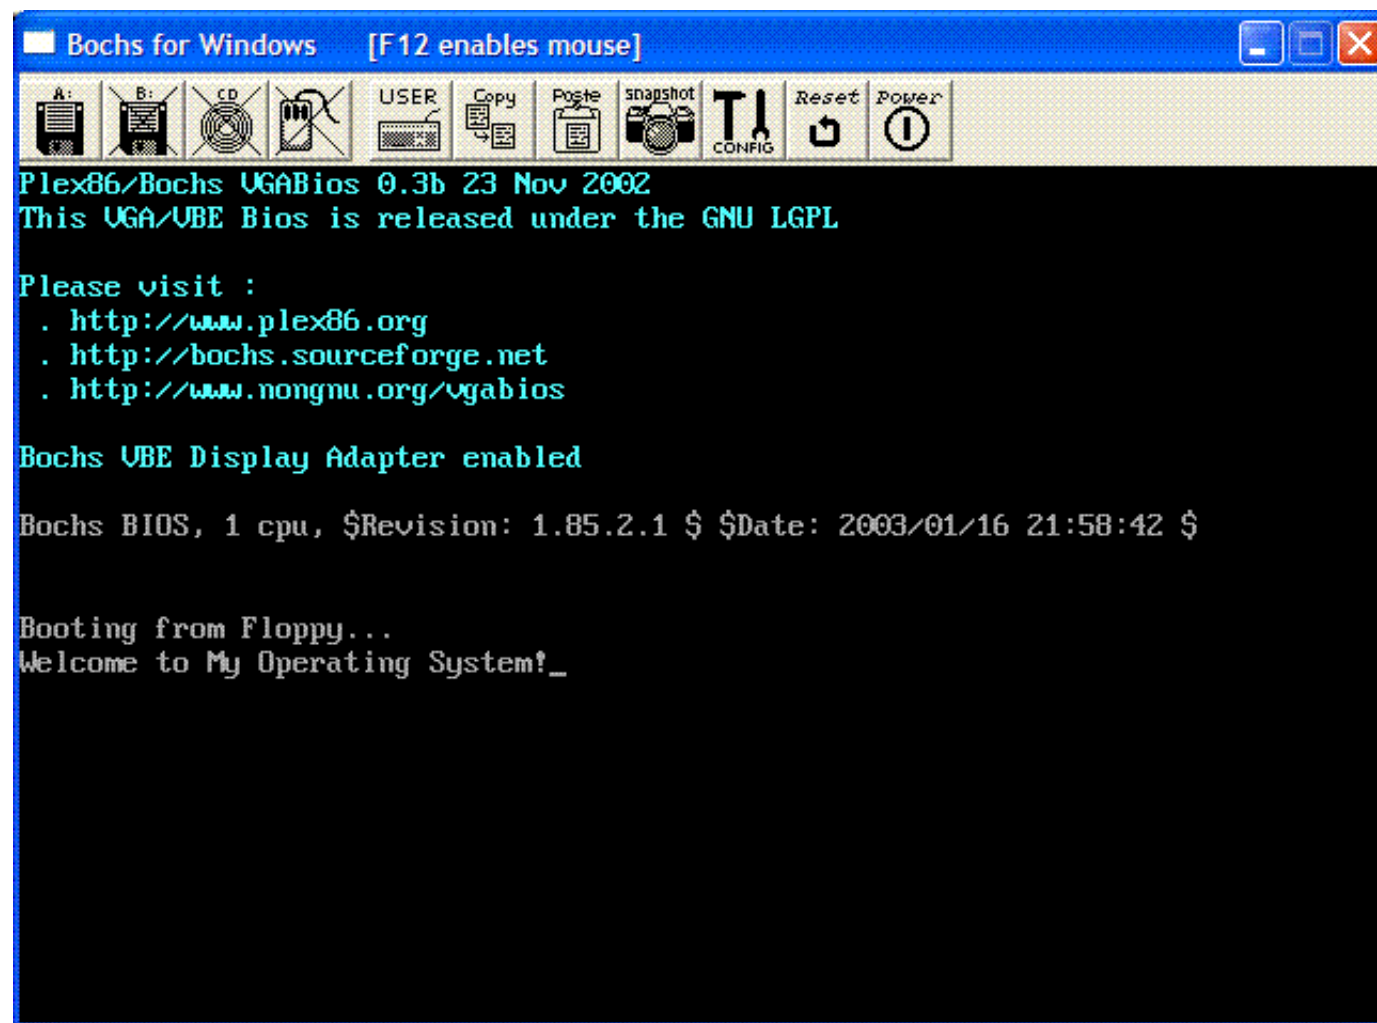 Bochs for Windows [F12 enables mouse]
A: B: CD USER Copy Paste snapshot CONFIG Reset Power
Plex86/Bochs VGABios 0.3b 23 Nov 2002
This VGA/VBE Bios is released under the GNU LGPL
Please visit :
. http://www.plex86.org
. http://bochs.sourceforge.net
. http://www.nongnu.org/vgabios
Bochs VBE Display Adapter enabled
Bochs BIOS, 1 cpu, $Revision: 1.85.2.1 $ $Date: 2003/01/16 21:58:42 $
Booting from Floppy...
Welcome to My Operating System!_